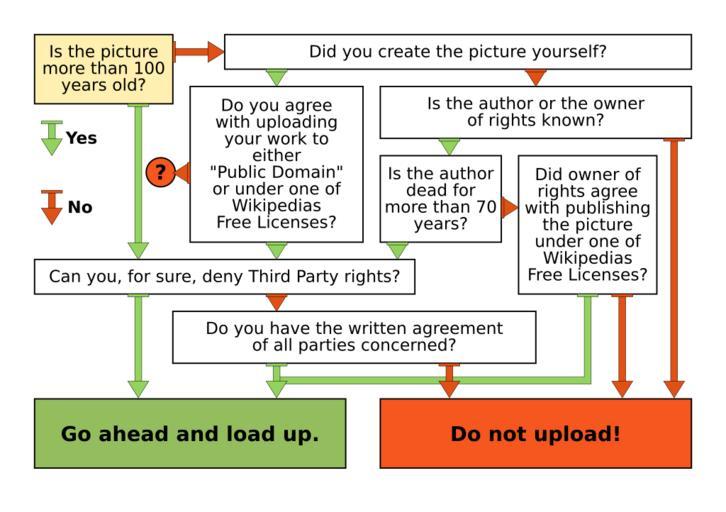 Is the picture
more than 100
years old?
Did you create the picture yourself?
Yes
No
Do you agree
with uploading
your work to
either
"Public Domain"
or under one of
Wikipedias
Free Licenses?
?
Is the author or the owner
of rights known?
Is the author
dead for
more than 70
years?
Did owner of
rights agree
with publishing
the picture
under one of
Wikipedias
Free Licenses?
Can you, for sure, deny Third Party rights?
Do you have the written agreement
of all parties concerned?
Go ahead and load up.
Do not upload!